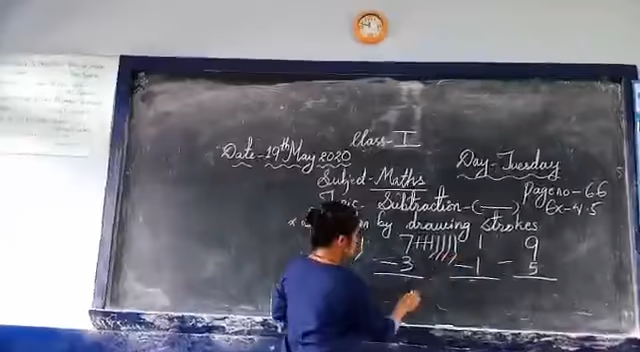 Class - I
Date - 19th May 2020 Day - Tuesday
Subject - Maths Page no - 66
Subtraction - (—) Ex - 4.5
by drawing strokes
7 1 9
- 3 - 1 - 5